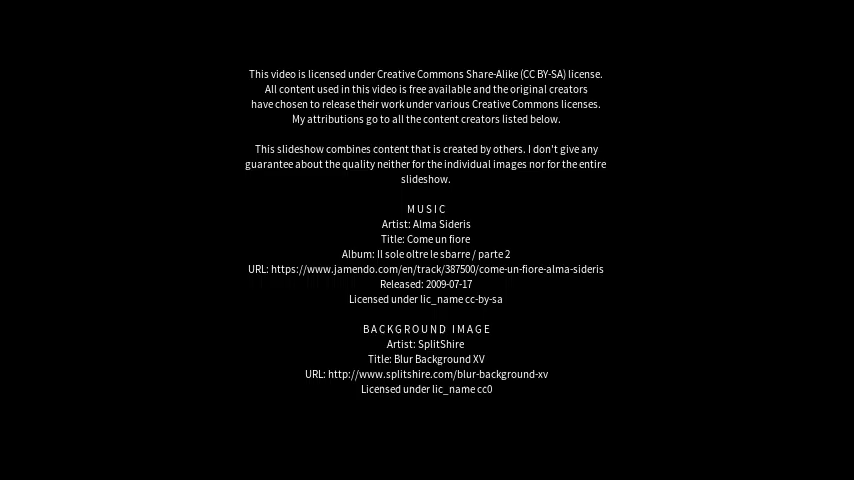 This video is licensed under Creative Commons Share-Alike (CC BY-SA) license.
All content used in this video is free available and the original creators
have chosen to release their work under various Creative Commons licenses.
My attributions go to all the content creators listed below.
This slideshow combines content that is created by others. I don't give any
guarantee about the quality neither for the individual images nor for the entire
slideshow.
MUSIC
Artist: Alma Sideris
Title: Come un fiore
Album: Il sole oltre le sbarre / parte 2
URL: https://www.jamendo.com/en/track/387500/come-un-fiore-alma-sideris
Released: 2009-07-17
Licensed under lic_name cc-by-sa
BACKGROUND IMAGE
Artist: SplitShire
Title: Blur Background XV
URL: http://www.splitshire.com/blur-background-xv
Licensed under lic_name cc0